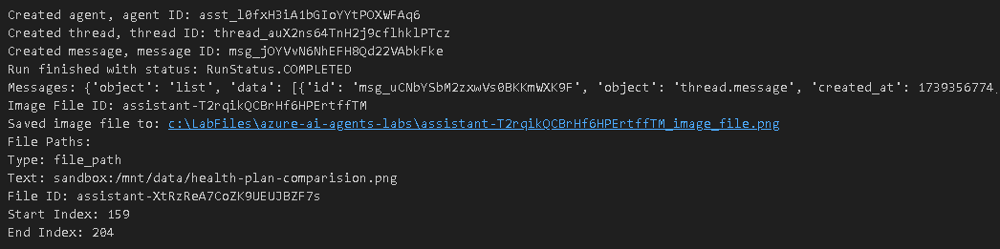 Created agent, agent ID: asst_l0fxH3iA1bGIoYYtPOXWFAq6
Created thread, thread ID: thread_auX2ns64TnH2j9cflhklPTcz
Created message, message ID: msg_jOYVvN6NhEFH8Qd22VAbkFke
Run finished with status: RunStatus.COMPLETED
Messages: {'object': 'list', 'data': [{'id': 'msg_uCNbYSbM2zxwVs0BKKmWXK9F', 'object': 'thread.message', 'created_at': 1739356774,
Image File ID: assistant-T2rqikQCBrHf6HPErtffTM
Saved image file to: c:\LabFiles\azure-ai-agents-labs\assistant-T2rqikQCBrHf6HPErtffTM_image_file.png
File Paths:
Type: file_path
Text: sandbox:/mnt/data/health-plan-comparision.png
File ID: assistant-XtRzReA7CoZK9UEUJBZF7s
Start Index: 159
End Index: 204